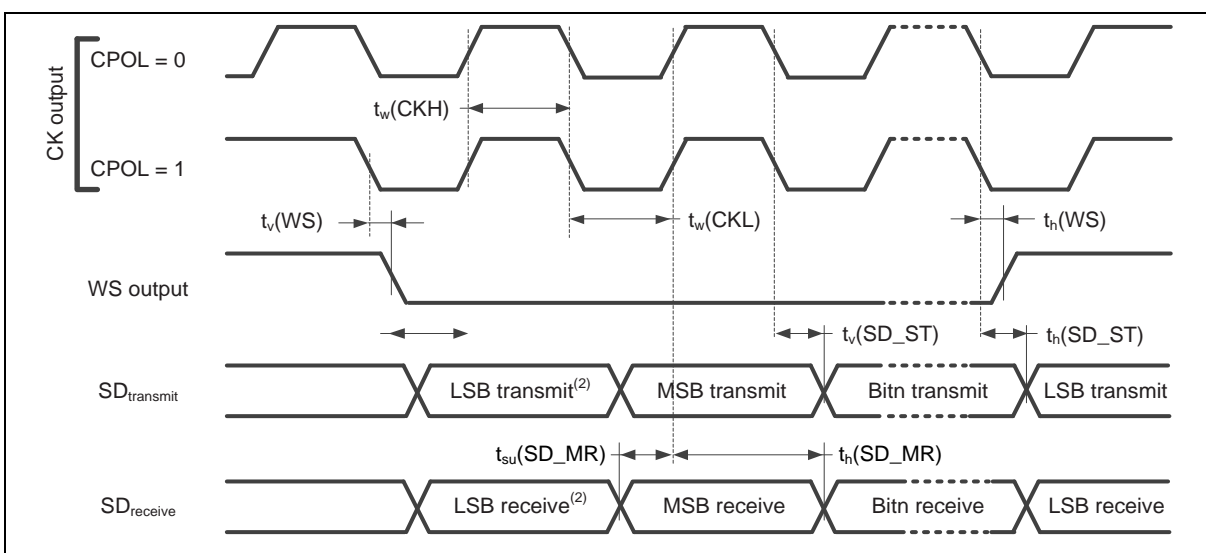 CK output
CPOL = 0
tw(CKH)
CPOL = 1
tv(WS)
tw(CKL)
th(WS)
WS output
tv(SD_ST)
th(SD_ST)
SDtransmit
LSB transmit(2)
MSB transmit
Bitn transmit
LSB transmit
tsu(SD_MR)
th(SD_MR)
SDreceive
LSB receive(2)
MSB receive
Bitn receive
LSB receive